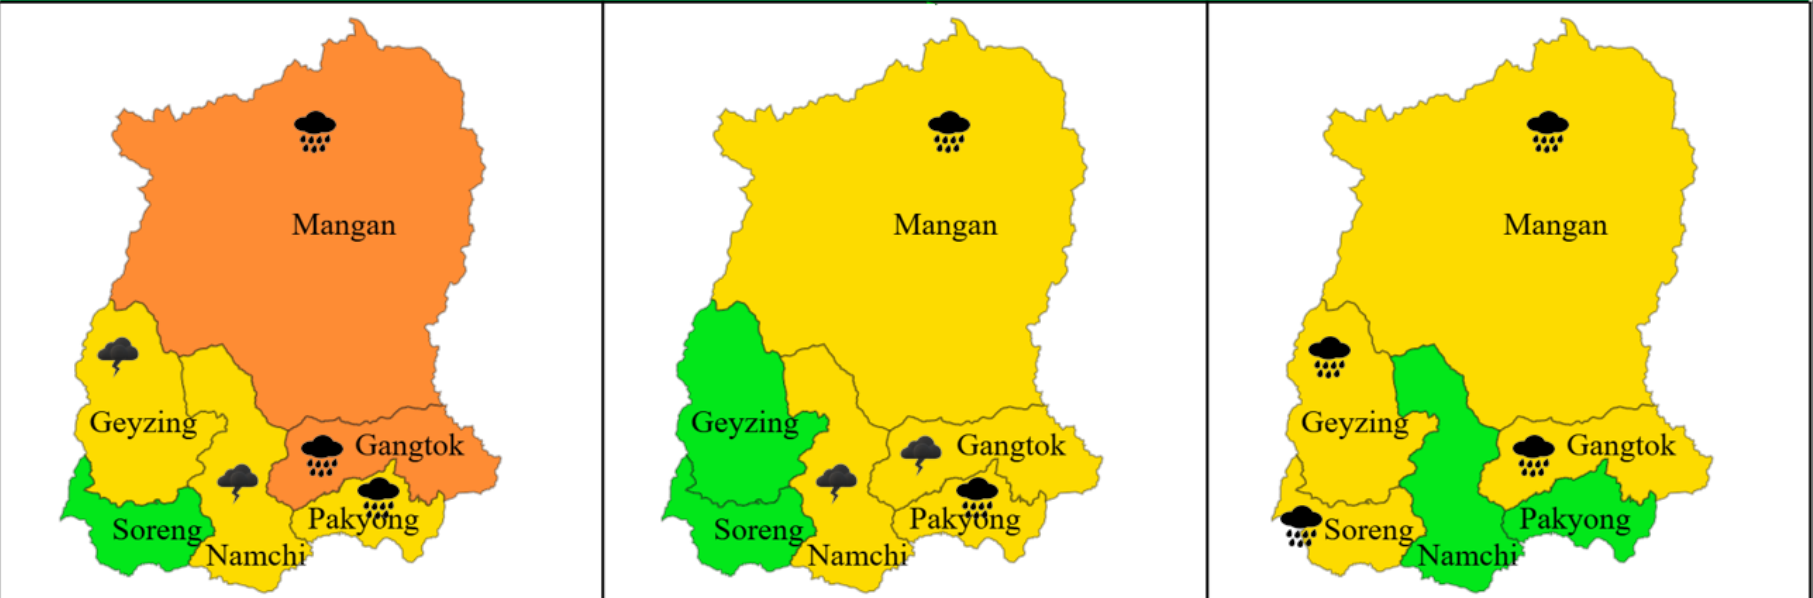 Mangan
Geyzing
Gangtok
Pakyong
Soreng
Namchi
Mangan
Geyzing
Gangtok
Pakyong
Soreng
Namchi
Mangan
Geyzing
Gangtok
Pakyong
Soreng
Namchi